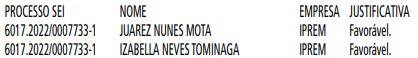 PROCESSO SEI NOME EMPRESA JUSTIFICATIVA
6017.2022/0007733-1 JUAREZ NUNES MOTA IPREM Favorável.
6017.2022/0007733-1 IZABELLA NEVES TOMINAGA IPREM Favorável.